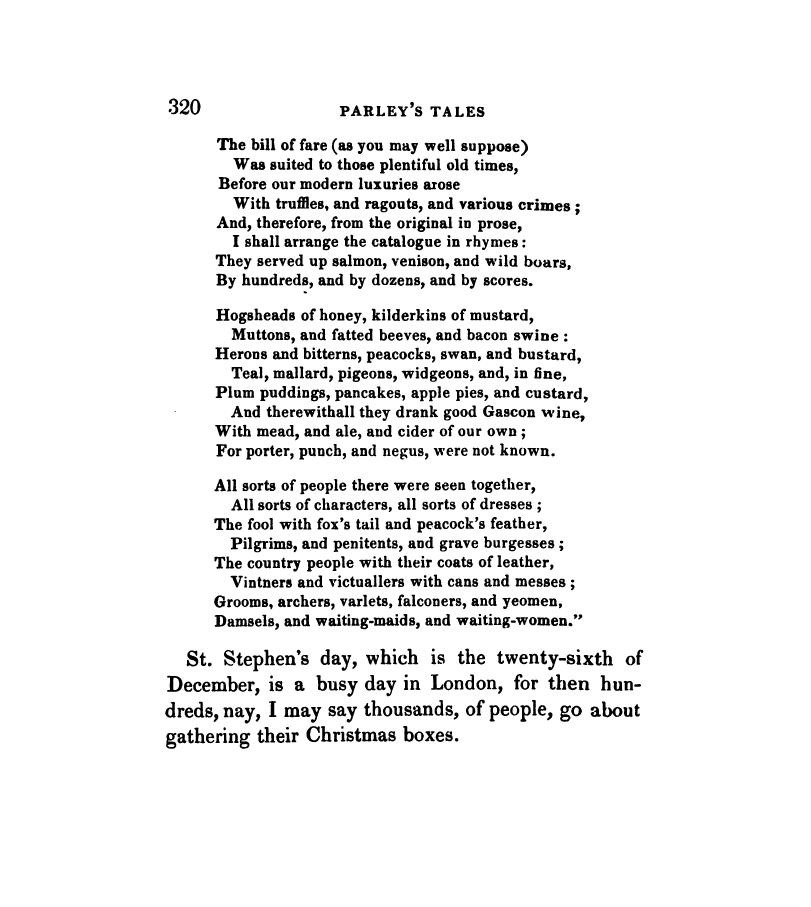 320 PARLEY'S TALES
The bill of fare (as you may well suppose)
Was suited to those plentiful old times,
Before our modern luxuries arose
With truffles, and ragouts, and various crimes;
And, therefore, from the original in prose,
I shall arrange the catalogue in rhymes:
They served up salmon, venison, and wild boars,
By hundreds, and by dozens, and by scores.
Hogsheads of honey, kilderkins of mustard,
Muttons, and fatted beeves, and bacon swine:
Herons and bitterns, peacocks, swan, and bustard,
Teal, mallard, pigeons, widgeons, and, in fine,
Plum puddings, pancakes, apple pies, and custard,
And therewithall they drank good Gascon wine,
With mead, and ale, and cider of our own;
For porter, punch, and negus, were not known.
All sorts of people there were seen together,
All sorts of characters, all sorts of dresses;
The fool with fox's tail and peacock's feather,
Pilgrims, and penitents, and grave burgesses;
The country people with their coats of leather,
Vintners and victuallers with cans and messes;
Grooms, archers, varlets, falconers, and yeomen,
Damsels, and waiting-maids, and waiting-women."
St. Stephen's day, which is the twenty-sixth of
December, is a busy day in London, for then hun-
dreds, nay, I may say thousands, of people, go about
gathering their Christmas boxes.